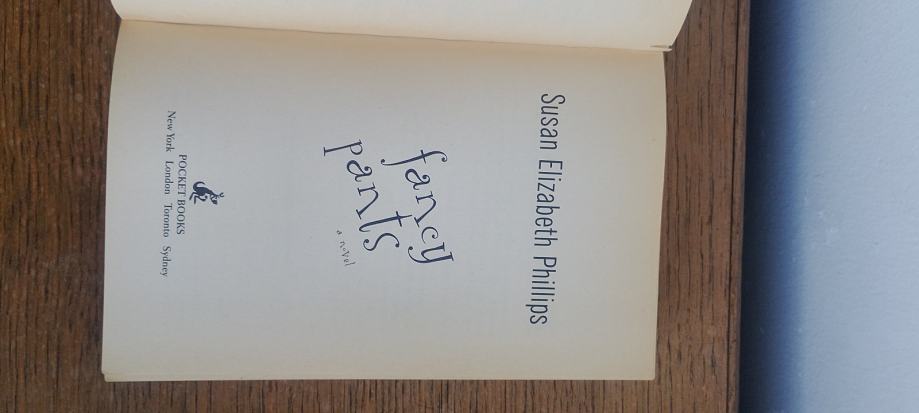 Susan Elizabeth Phillips
fancy
pants
a novel
POCKET BOOKS
New York London Toronto Sydney